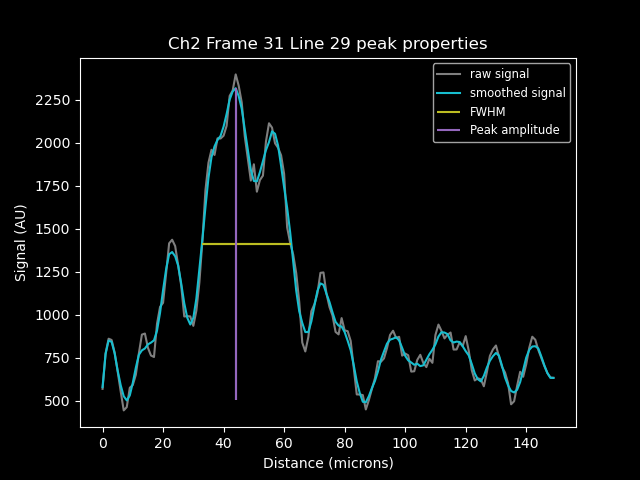 Ch2 Frame 31 Line 29 peak properties
raw signal
smoothed signal
FWHM
Peak amplitude
Signal (AU)
2250
2000
1750
1500
1250
1000
750
500
0 20 40 60 80 100 120 140
Distance (microns)